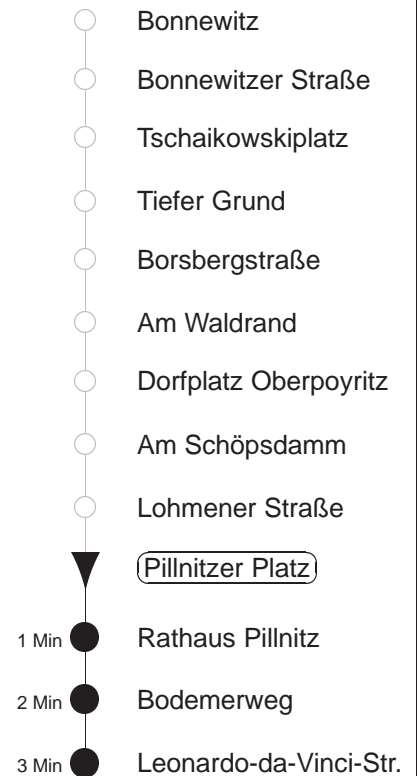 Bonnewitz
Bonnewitzer Straße
Tschaikowskiplatz
Tiefer Grund
Borsbergstraße
Am Waldrand
Dorfplatz Oberpoyritz
Am Schöpsdamm
Lohmener Straße
Pillnitzer Platz
1 Min Rathaus Pillnitz
2 Min Bodemerweg
3 Min Leonardo-da-Vinci-Str.